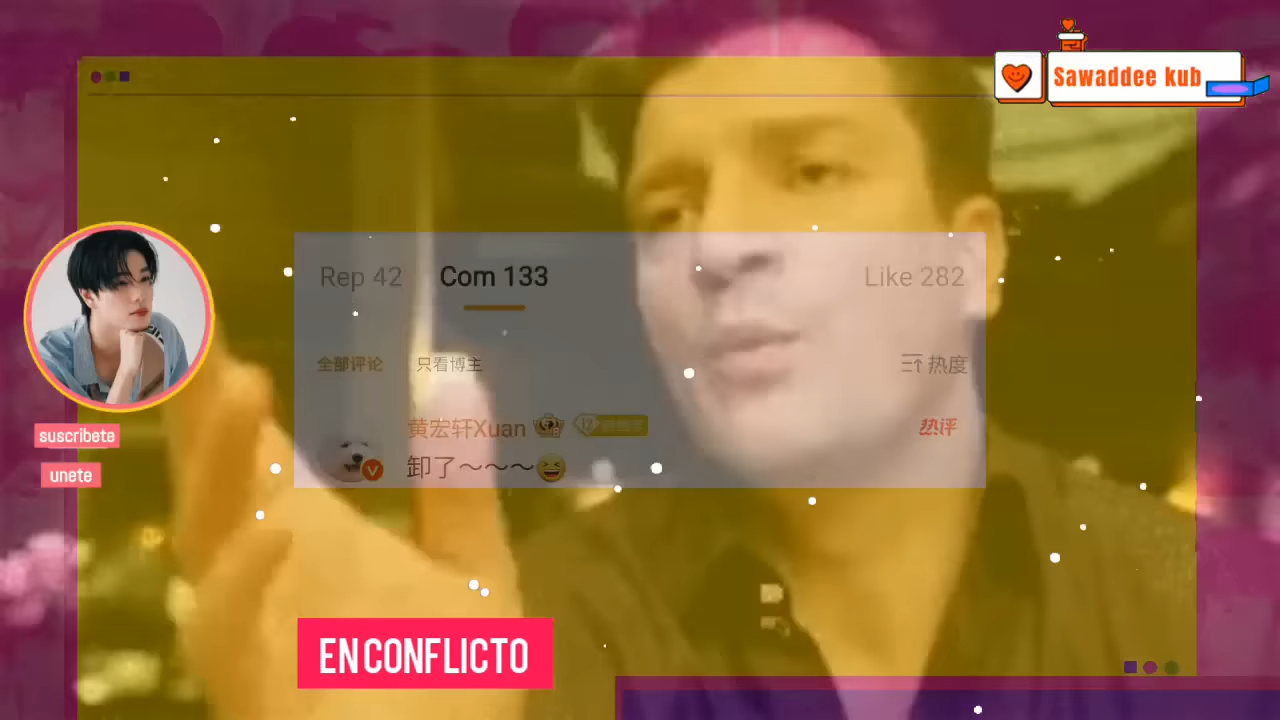 Sawaddee kub
Rep 42 Com 133 Like 282
全部评论 只看博主 热度
黄宏轩Xuan 热评
卸了～～～
suscribete
unete
EN CONFLICTO